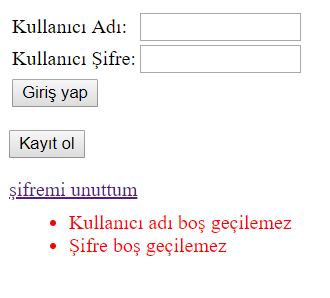 Kullanıcı Adı:
Kullanıcı Şifre:
Giriş yap
Kayıt ol
şifremi unuttum
Kullanıcı adı boş geçilemez
Şifre boş geçilemez